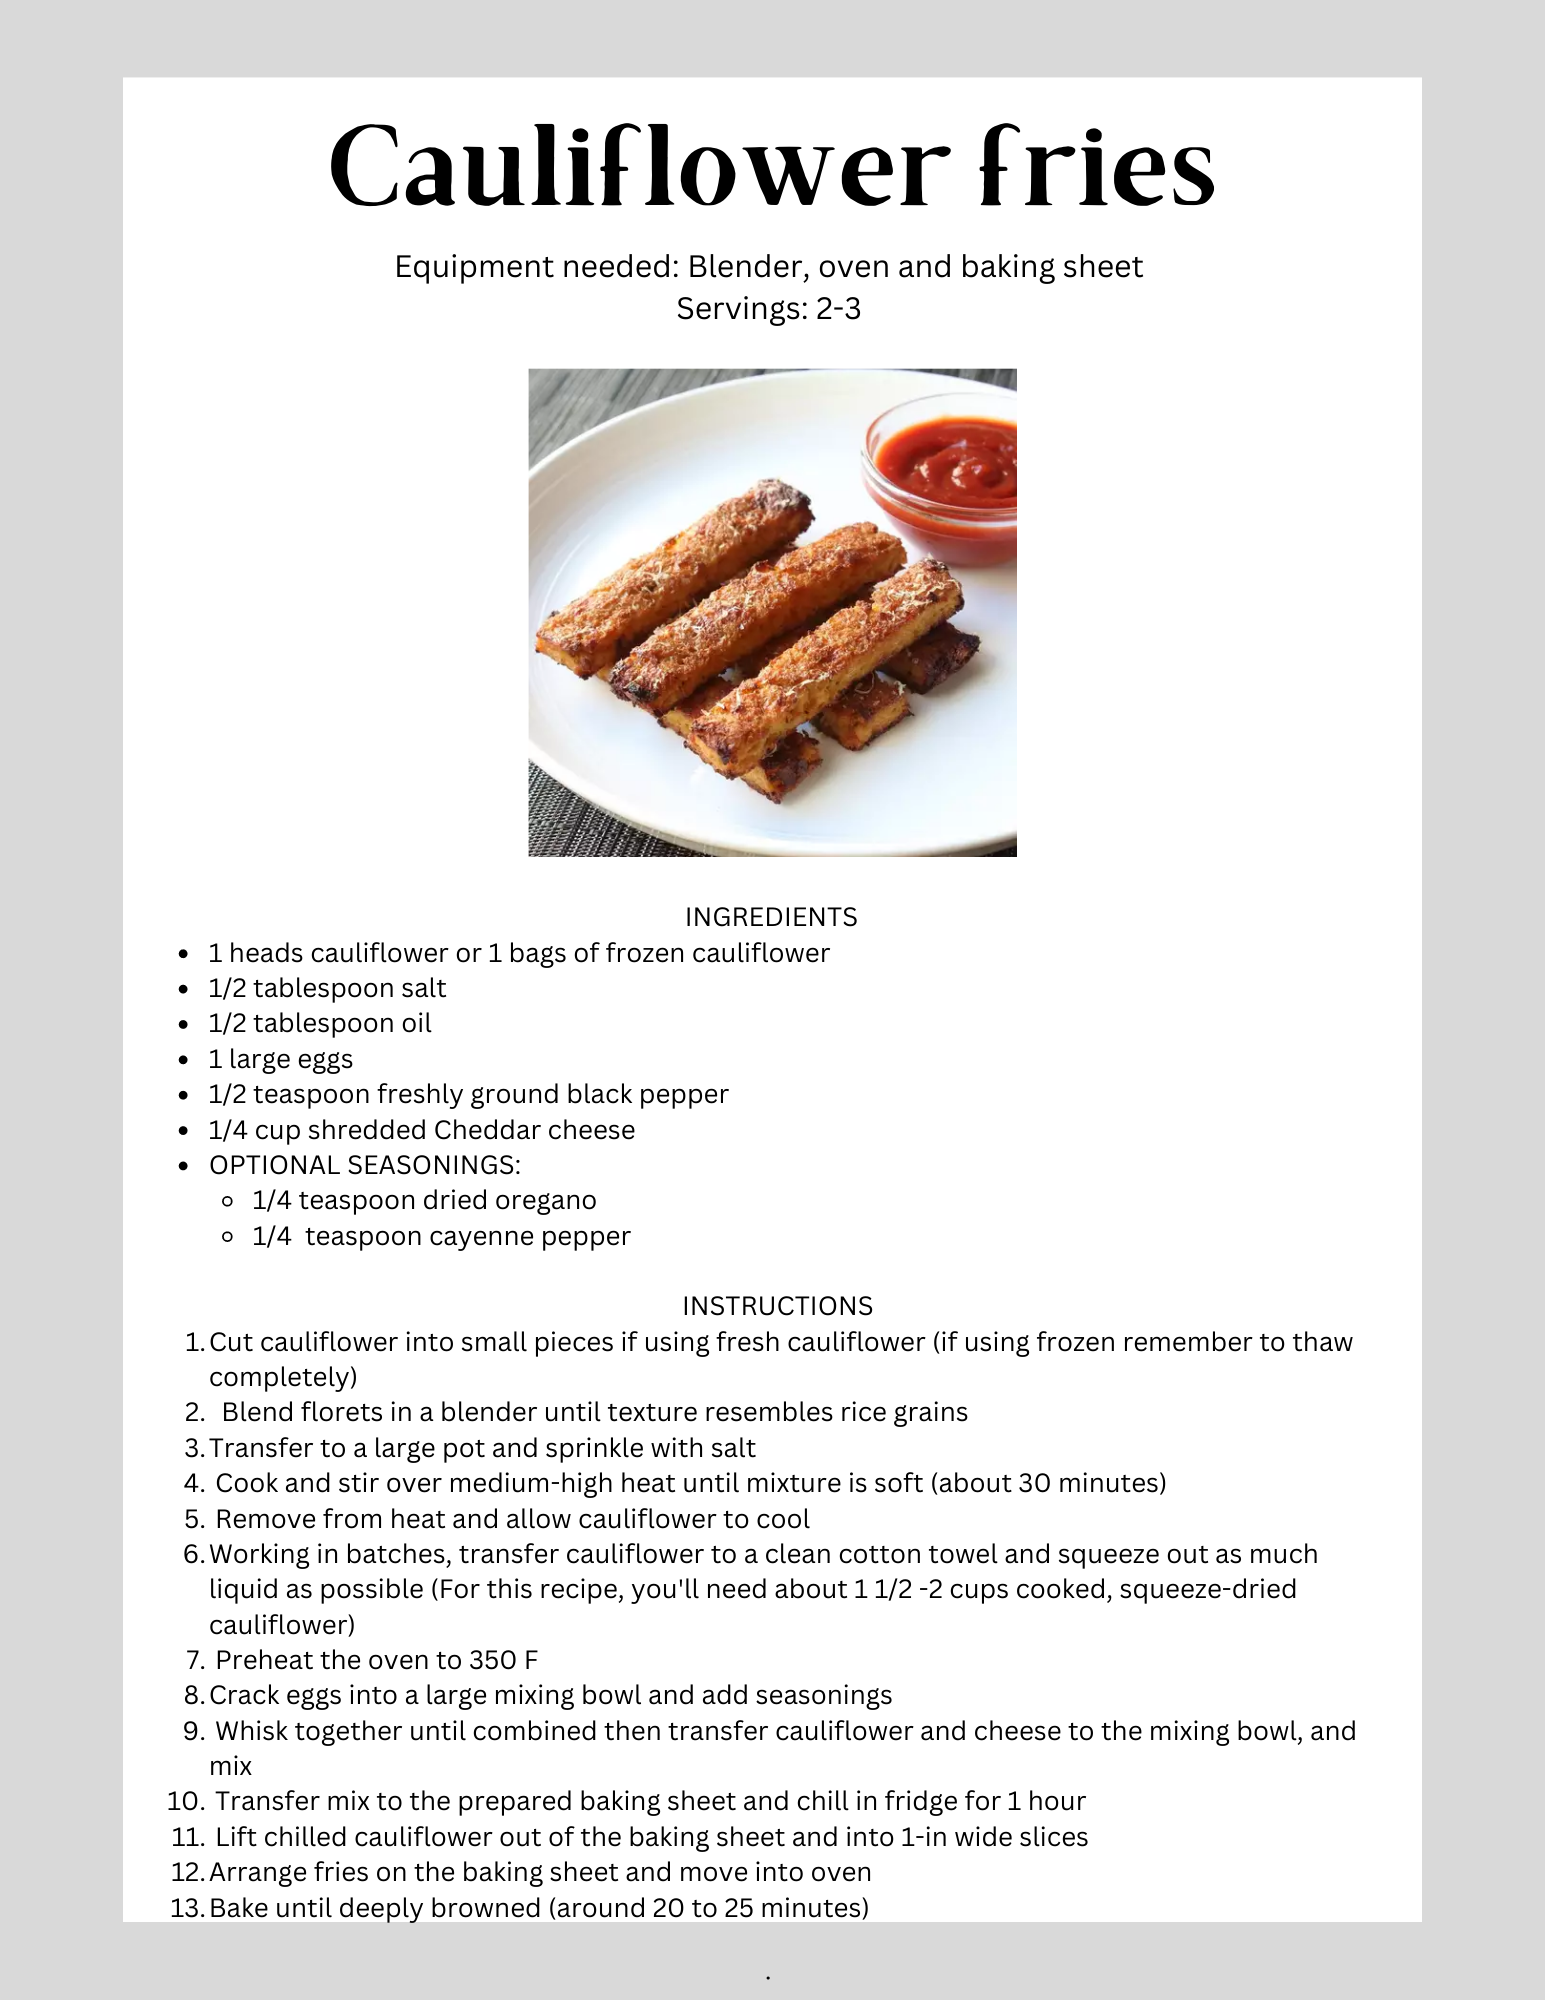 Cauliflower fries
Equipment needed: Blender, oven and baking sheet
Servings: 2-3
INGREDIENTS
• 1 heads cauliflower or 1 bags of frozen cauliflower
• 1/2 tablespoon salt
• 1/2 tablespoon oil
• 1 large eggs
• 1/2 teaspoon freshly ground black pepper
• 1/4 cup shredded Cheddar cheese
• OPTIONAL SEASONINGS:
◦ 1/4 teaspoon dried oregano
◦ 1/4  teaspoon cayenne pepper
INSTRUCTIONS
1. Cut cauliflower into small pieces if using fresh cauliflower (if using frozen remember to thaw
completely)
2.  Blend florets in a blender until texture resembles rice grains
3. Transfer to a large pot and sprinkle with salt
4. Cook and stir over medium-high heat until mixture is soft (about 30 minutes)
5. Remove from heat and allow cauliflower to cool
6. Working in batches, transfer cauliflower to a clean cotton towel and squeeze out as much
liquid as possible (For this recipe, you'll need about 1 1/2 -2 cups cooked, squeeze-dried
cauliflower)
7. Preheat the oven to 350 F
8. Crack eggs into a large mixing bowl and add seasonings
9. Whisk together until combined then transfer cauliflower and cheese to the mixing bowl, and
mix
10. Transfer mix to the prepared baking sheet and chill in fridge for 1 hour
11. Lift chilled cauliflower out of the baking sheet and into 1-in wide slices
12. Arrange fries on the baking sheet and move into oven
13. Bake until deeply browned (around 20 to 25 minutes)
.